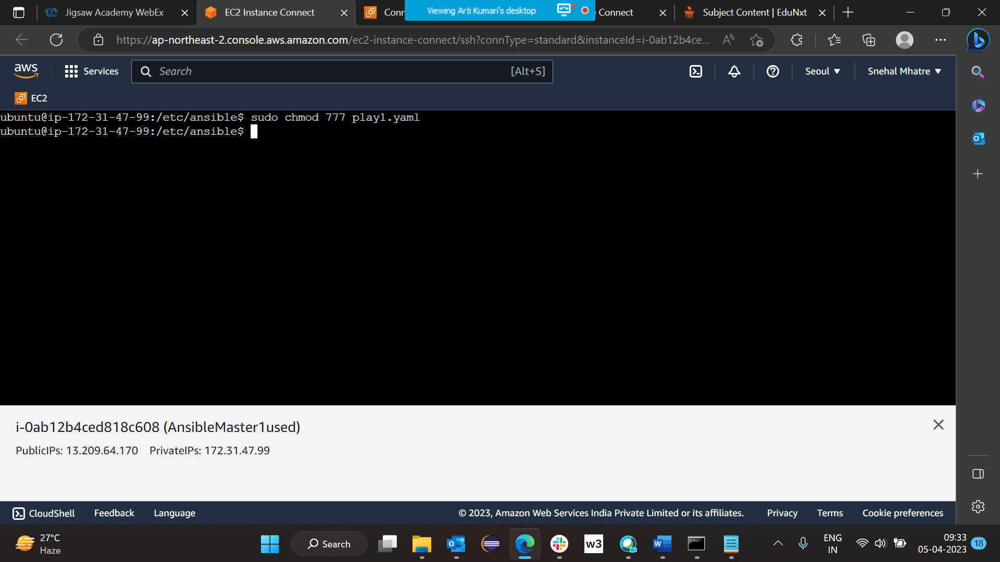 Jigsaw Academy WebEx
EC2 Instance Connect
Conr
Viewing Arti Kumari's desktop
Connect
Subject Content | EduNxt
https://ap-northeast-2.console.aws.amazon.com/ec2-instance-connect/ssh?connType=standard&instanceId=i-0ab12b4ce...
aws
Services
Search
[Alt+S]
Seoul
Snehal Mhatre
EC2
ubuntu@ip-172-31-47-99:/etc/ansible$ sudo chmod 777 play1.yaml
ubuntu@ip-172-31-47-99:/etc/ansible$
i-0ab12b4ced818c608 (AnsibleMaster1used)
PublicIPs: 13.209.64.170 PrivateIPs: 172.31.47.99
CloudShell
Feedback
Language
© 2023, Amazon Web Services India Private Limited or its affiliates.
Privacy
Terms
Cookie preferences
27°C
Haze
Search
w3
ENG
IN
09:33
05-04-2023
18